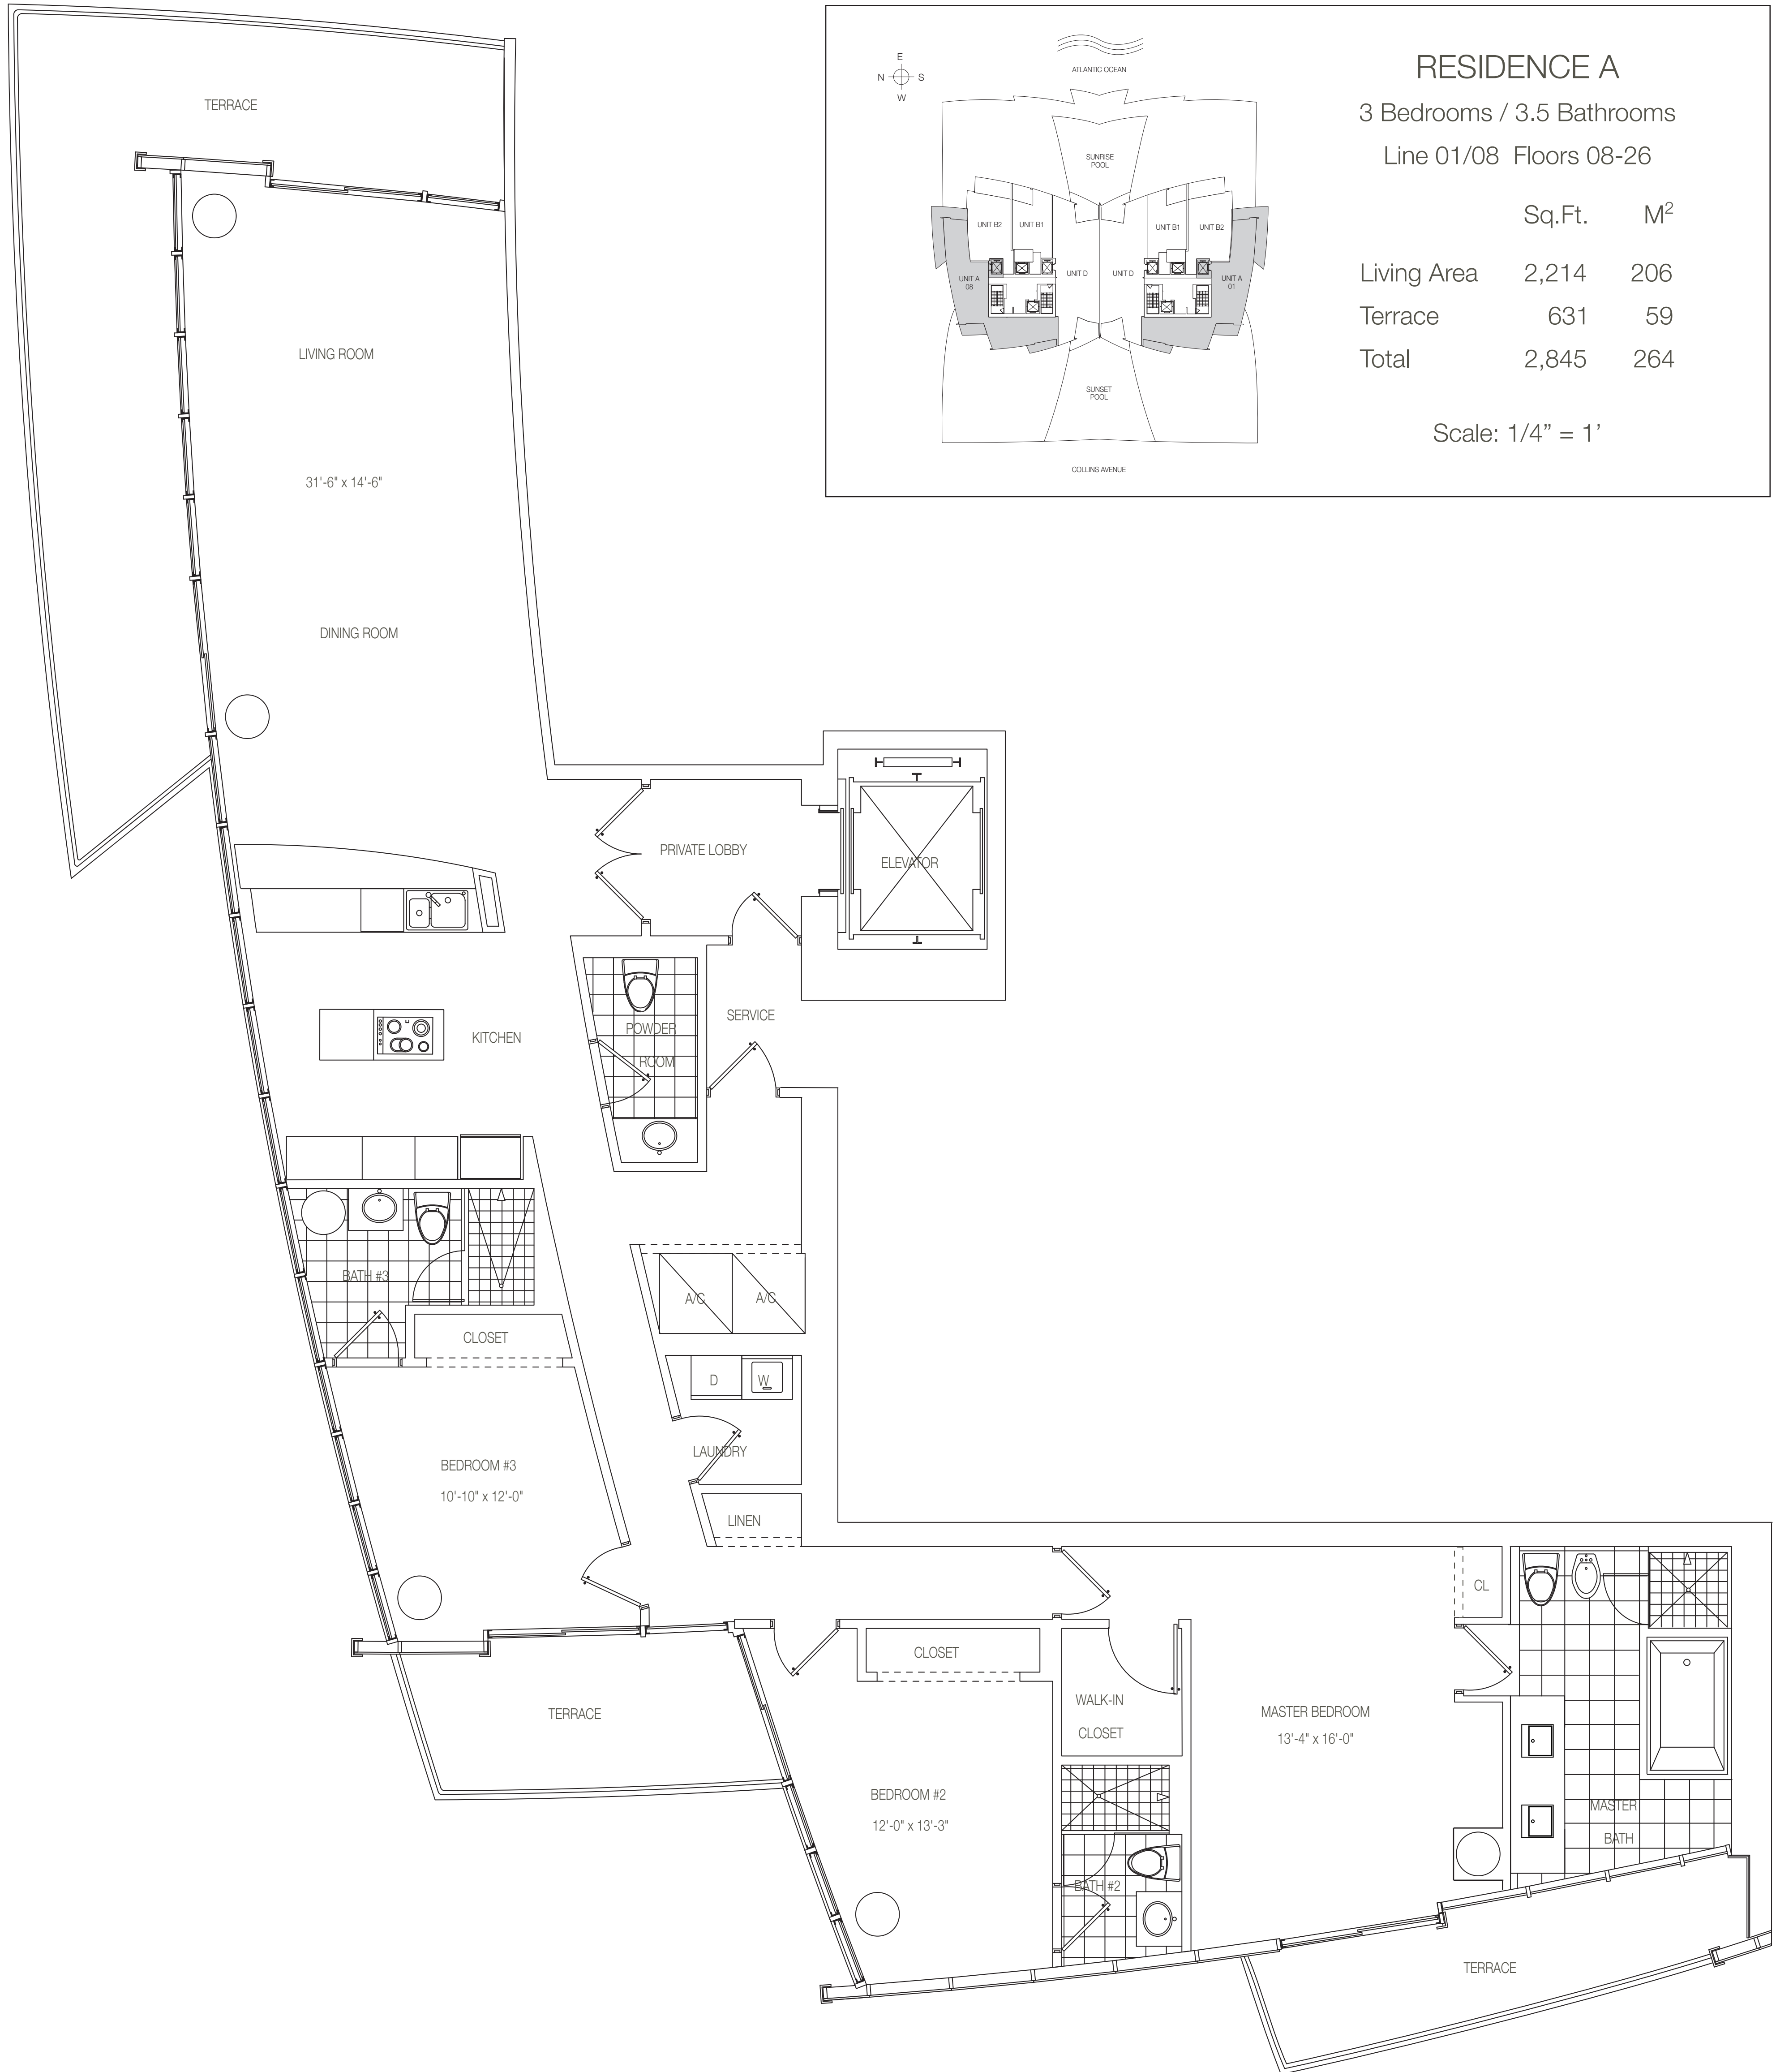 RESIDENCE A
3 Bedrooms / 3.5 Bathrooms
Line 01/08 Floors 08-26
Sq.Ft. M²
Living Area 2,214 206
Terrace 631 59
Total 2,845 264
Scale: 1/4” = 1’
E
N S
W
ATLANTIC OCEAN
SUNRISE
POOL
UNIT B2
UNIT B1
UNIT B1
UNIT B2
UNIT A
08
UNIT D
UNIT D
UNIT A
01
SUNSET
POOL
COLLINS AVENUE
TERRACE
LIVING ROOM
31'-6" x 14'-6"
DINING ROOM
PRIVATE LOBBY
ELEVATOR
SERVICE
POWDER
ROOM
KITCHEN
BATH #3
CLOSET
A/C
A/C
D
W
LAUNDRY
BEDROOM #3
10'-10" x 12'-0"
LINEN
TERRACE
CLOSET
WALK-IN
CLOSET
BEDROOM #2
12'-0" x 13'-3"
BATH #2
MASTER BEDROOM
13'-4" x 16'-0"
CL
MASTER
BATH
TERRACE